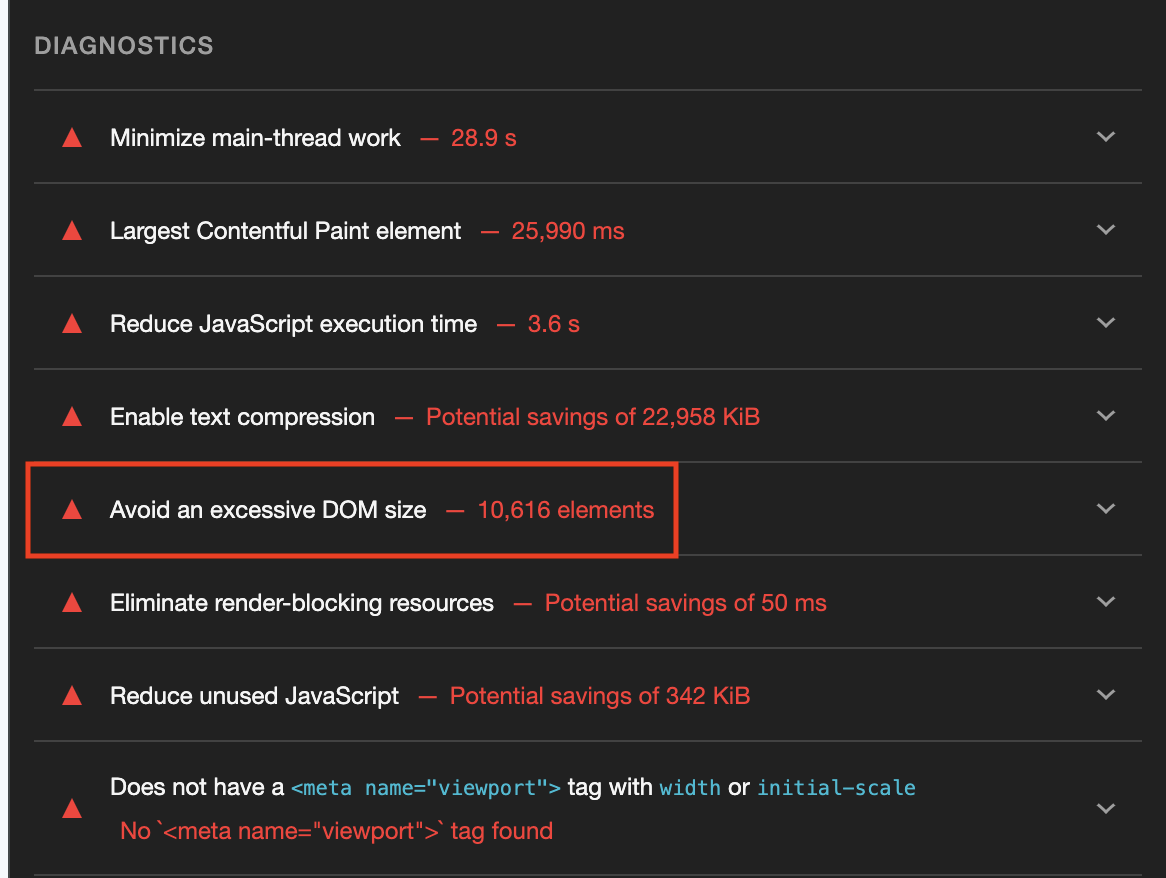 DIAGNOSTICS
Minimize main-thread work — 28.9 s
Largest Contentful Paint element — 25,990 ms
Reduce JavaScript execution time — 3.6 s
Enable text compression — Potential savings of 22,958 KiB
Avoid an excessive DOM size — 10,616 elements
Eliminate render-blocking resources — Potential savings of 50 ms
Reduce unused JavaScript — Potential savings of 342 KiB
Does not have a <meta name="viewport"> tag with width or initial-scale
No `<meta name="viewport">` tag found